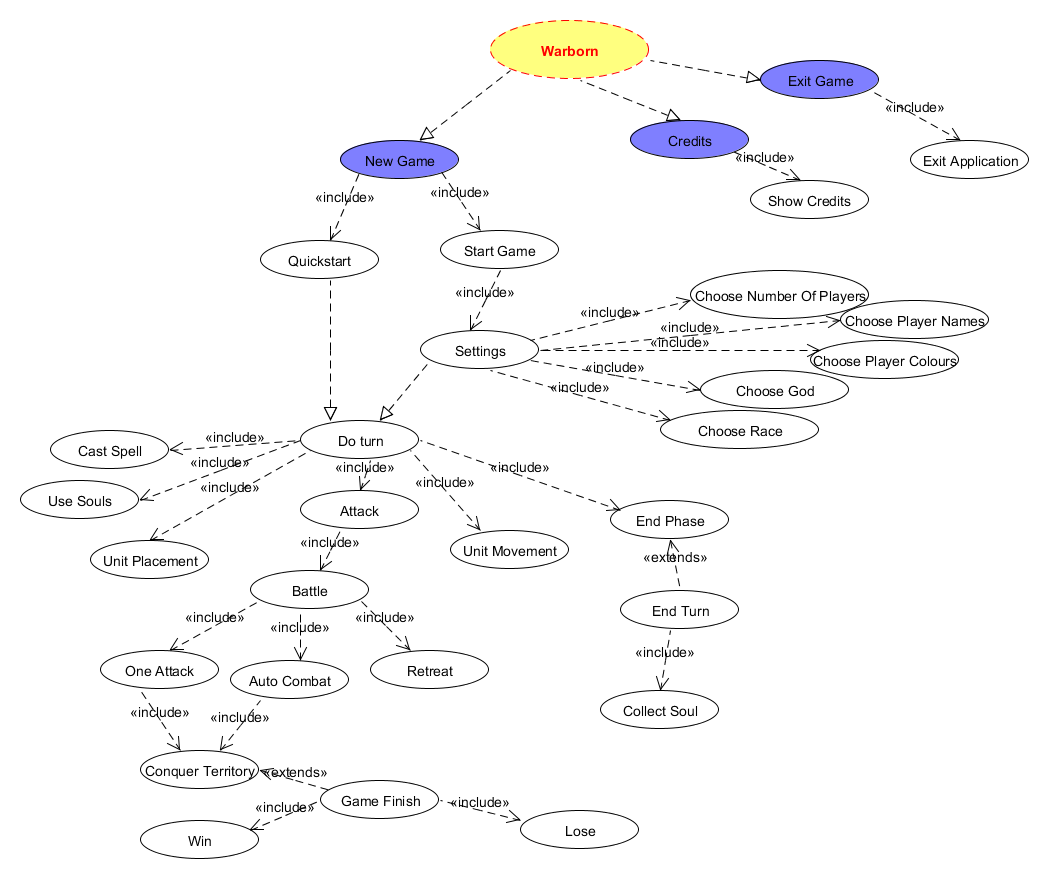 Warborn
Exit Game
«include»
Exit Application
Credits
«include»
Show Credits
New Game
«include»
«include»
Quickstart
Start Game
«include»
Settings
«include»
Choose Number Of Players
«include»
Choose Player Names
«include»
Choose Player Colours
«include»
Choose God
«include»
Choose Race
Do turn
«include»
Cast Spell
«include»
Use Souls
«include»
Unit Placement
«include»
Attack
«include»
Unit Movement
«include»
End Phase
«extends»
End Turn
«include»
Collect Soul
«include»
Battle
«include»
One Attack
«include»
Auto Combat
«include»
Retreat
«include»
«include»
Conquer Territory
«extends»
Game Finish
«include»
Win
«include»
Lose